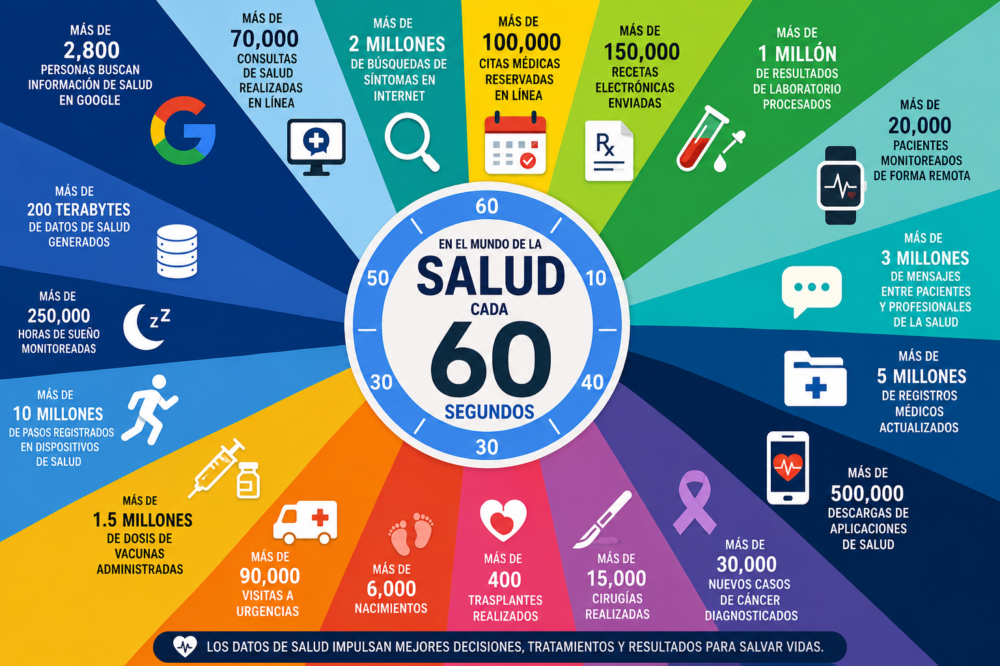 MÁS DE
2,800
PERSONAS BUSCAN
INFORMACIÓN DE SALUD
EN GOOGLE
MÁS DE
70,000
CONSULTAS
DE SALUD
REALIZADAS
EN LÍNEA
MÁS DE
2 MILLONES
DE BÚSQUEDAS DE
SÍNTOMAS EN
INTERNET
MÁS DE
100,000
CITAS MÉDICAS
RESERVADAS
EN LÍNEA
MÁS DE
150,000
RECETAS
ELECTRÓNICAS
ENVIADAS
Rx
MÁS DE
1 MILLÓN
DE RESULTADOS
DE LABORATORIO
PROCESADOS
MÁS DE
20,000
PACIENTES
MONITOREADOS
DE FORMA REMOTA
MÁS DE
3 MILLONES
DE MENSAJES
ENTRE PACIENTES
Y PROFESIONALES
DE LA SALUD
MÁS DE
5 MILLONES
DE REGISTROS
MÉDICOS
ACTUALIZADOS
MÁS DE
500,000
DESCARGAS DE
APLICACIONES
DE SALUD
MÁS DE
30,000
NUEVOS CASOS
DE CÁNCER
DIAGNOSTICADOS
MÁS DE
15,000
CIRUGÍAS
REALIZADAS
MÁS DE
400
TRASPLANTES
REALIZADOS
MÁS DE
6,000
NACIMIENTOS
MÁS DE
90,000
VISITAS A
URGENCIAS
MÁS DE
1.5 MILLONES
DE DOSIS DE
VACUNAS
ADMINISTRADAS
MÁS DE
10 MILLONES
DE PASOS REGISTRADOS
EN DISPOSITIVOS
DE SALUD
MÁS DE
250,000
HORAS DE SUEÑO
MONITOREADAS
zZ
MÁS DE
200 TERABYTES
DE DATOS DE SALUD
GENERADOS
60
10
40
30
30
50
EN EL MUNDO DE LA
SALUD
CADA
60
SEGUNDOS
LOS DATOS DE SALUD IMPULSAN MEJORES DECISIONES, TRATAMIENTOS Y RESULTADOS PARA SALVAR VIDAS.